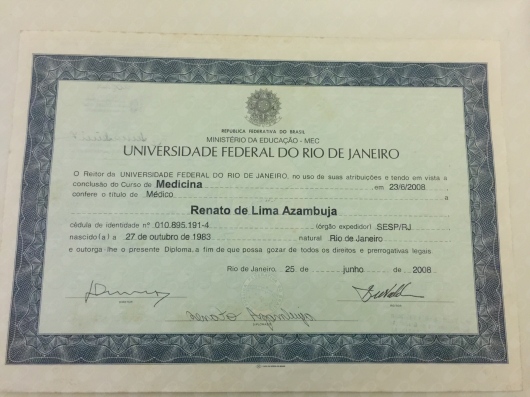 REPÚBLICA FEDERATIVA DO BRASIL
MINISTÉRIO DA EDUCAÇÃO - MEC
UNIVERSIDADE FEDERAL DO RIO DE JANEIRO
O Reitor da UNIVERSIDADE FEDERAL DO RIO DE JANEIRO, no uso de suas atribuições e tendo em vista a
conclusão do Curso de Medicina em 23/6/2008
confere o título de Médico a
Renato de Lima Azambuja
cédula de identidade nº 010.895.191-4 (órgão expedidor) SESP/RJ
nascido(a) a 27 de outubro de 1983 natural Rio de Janeiro
e outorga-lhe o presente Diploma, a fim de que possa gozar de todos os direitos e prerrogativas legais
Rio de Janeiro, 25 de junho de 2008
Renato Azambuja